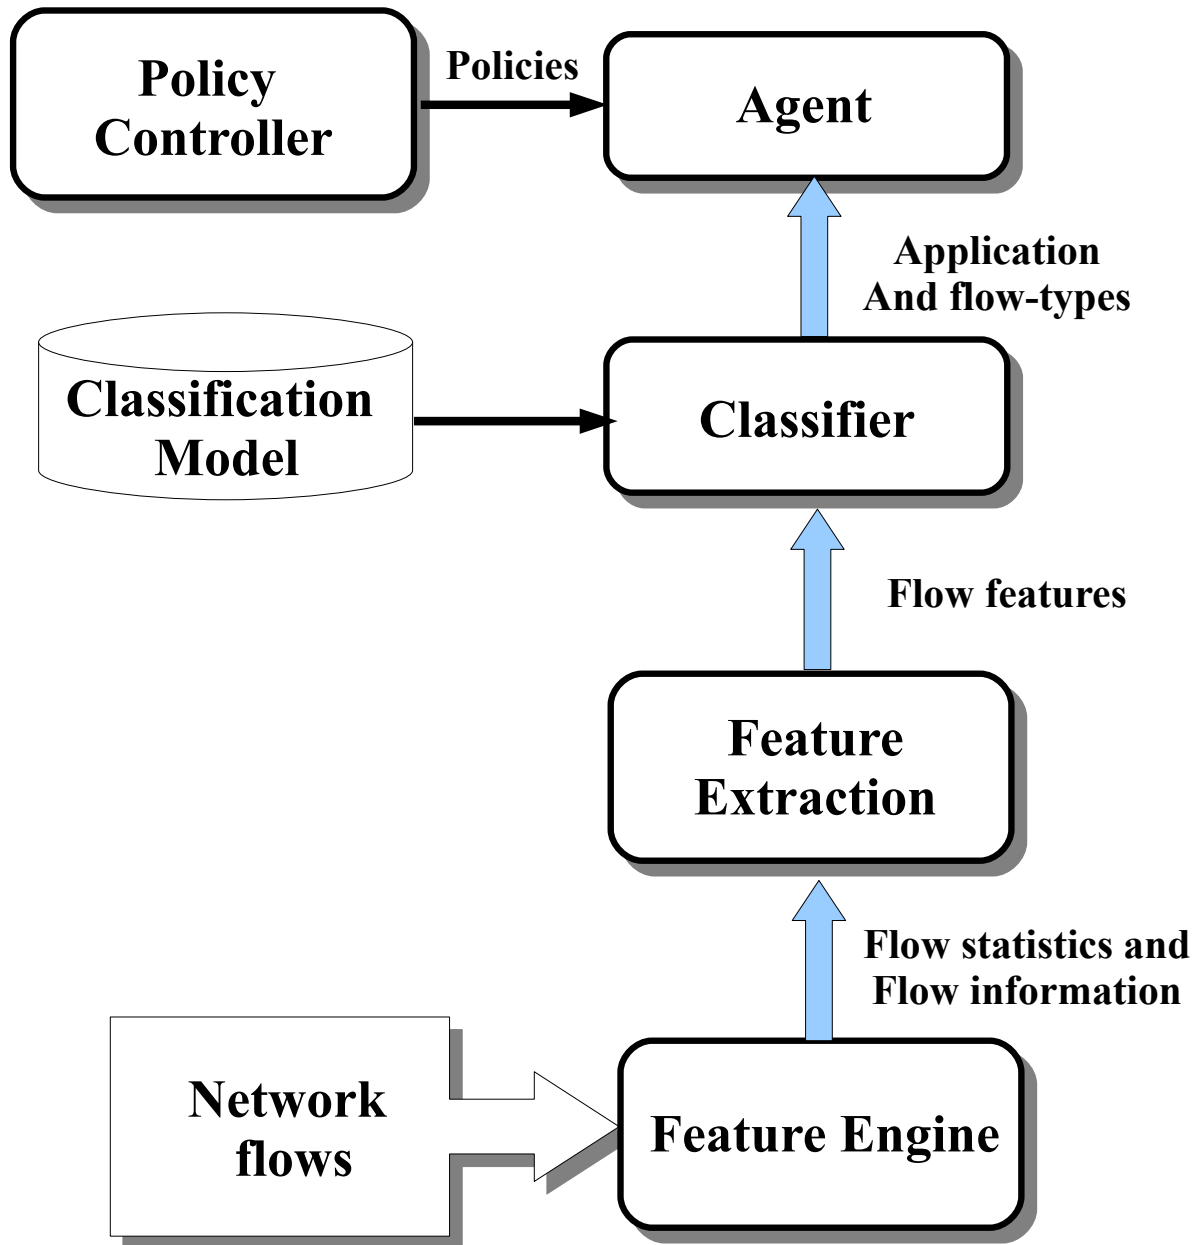 Policy
Controller
Policies
Agent
Application
And flow-types
Classification
Model
Classifier
Flow features
Feature
Extraction
Flow statistics and
Flow information
Network
flows
Feature Engine